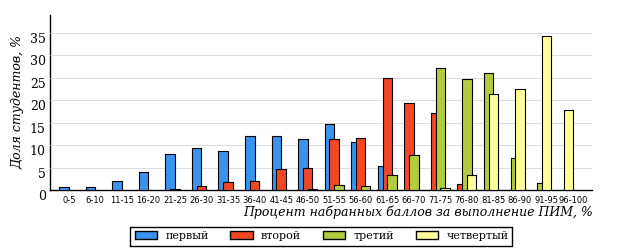 Доля студентов, %
35
30
25
20
15
10
5
0
0-5 6-10 11-15 16-20 21-25 26-30 31-35 36-40 41-45 46-50 51-55 56-60 61-65 66-70 71-75 76-80 81-85 86-90 91-95 96-100
Процент набранных баллов за выполнение ПИМ, %
первый второй третий четвертый